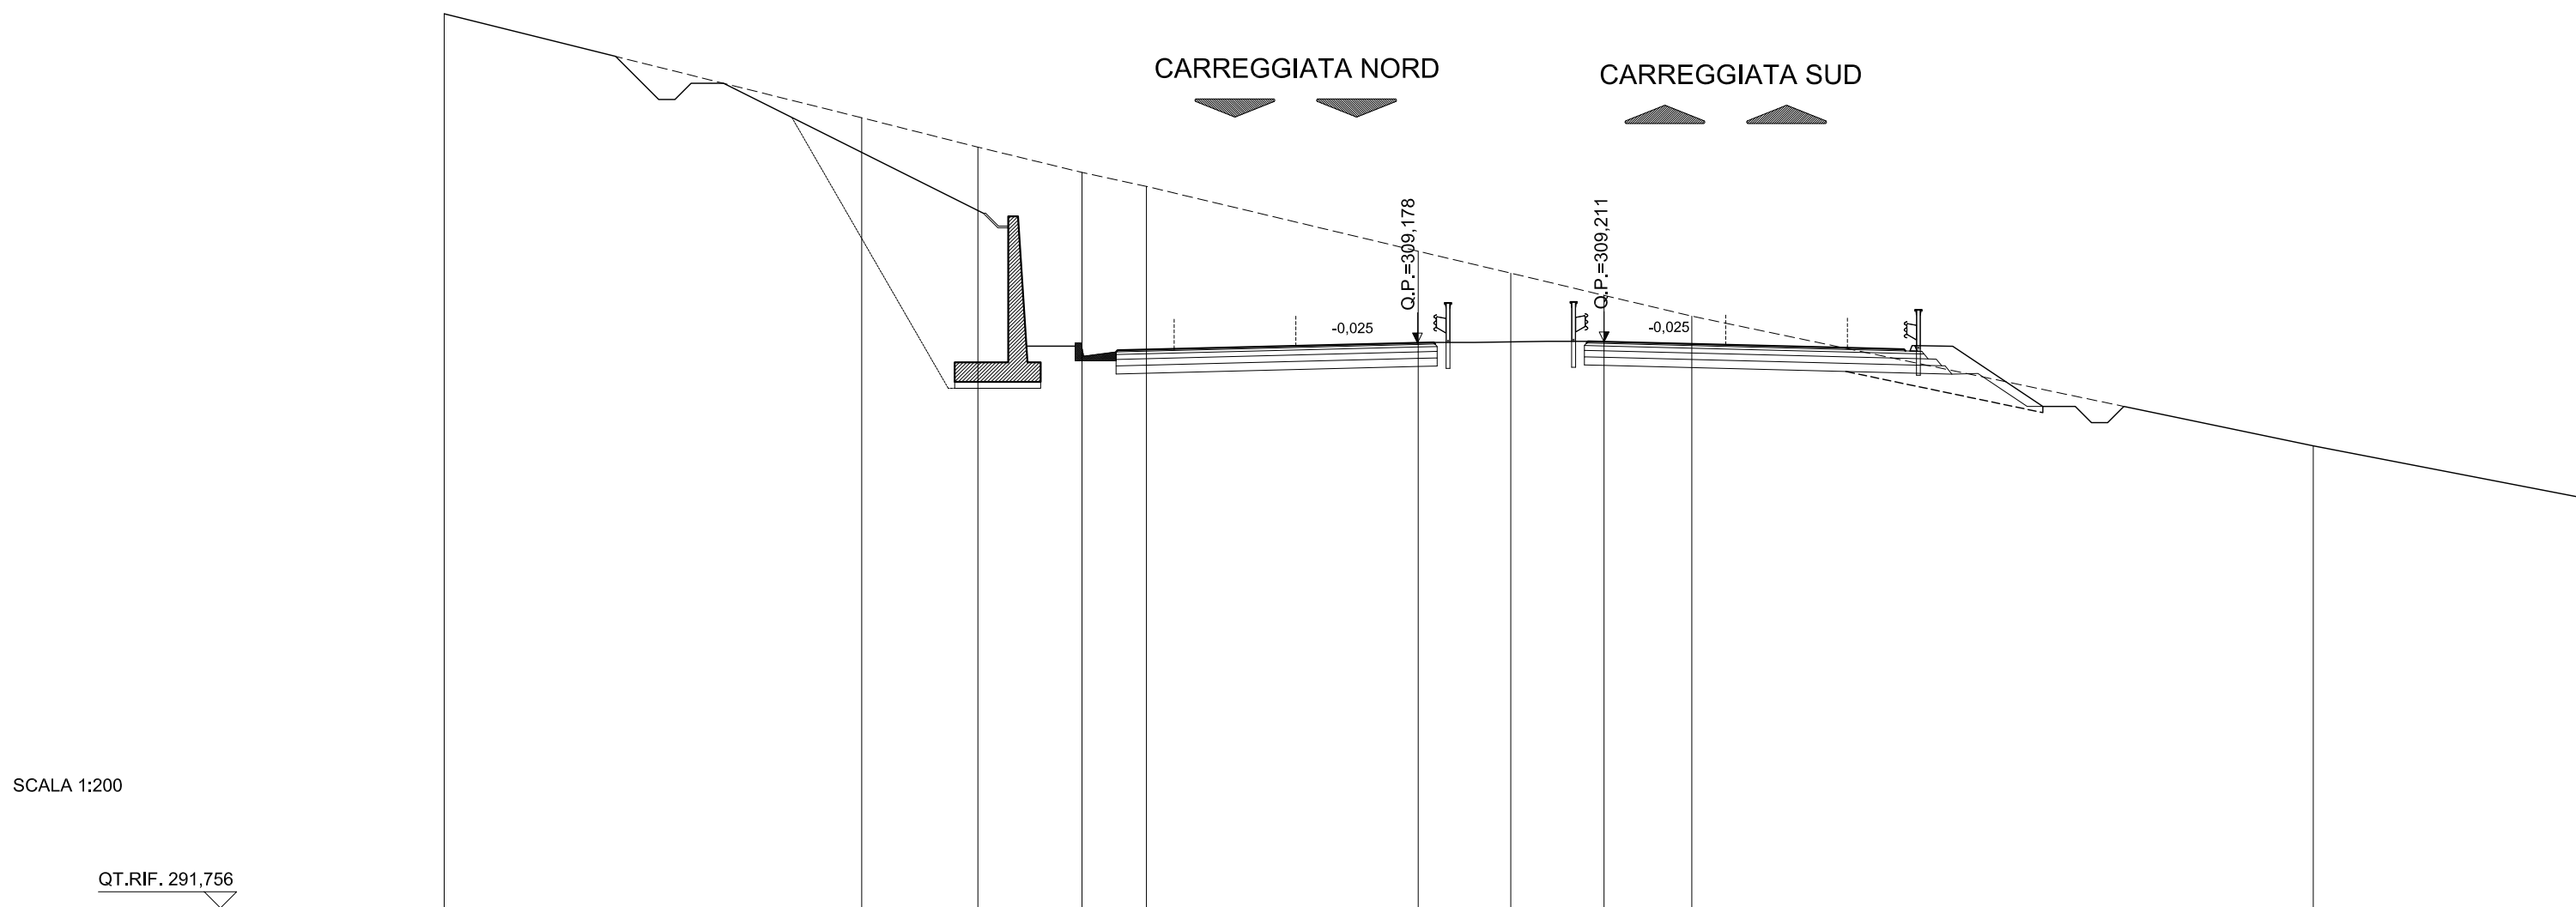 CARREGGIATA NORD
CARREGGIATA SUD
Q.P.=309,178
Q.P.=309,211
-0,025
-0,025
SCALA 1:200
QT.RIF. 291,756